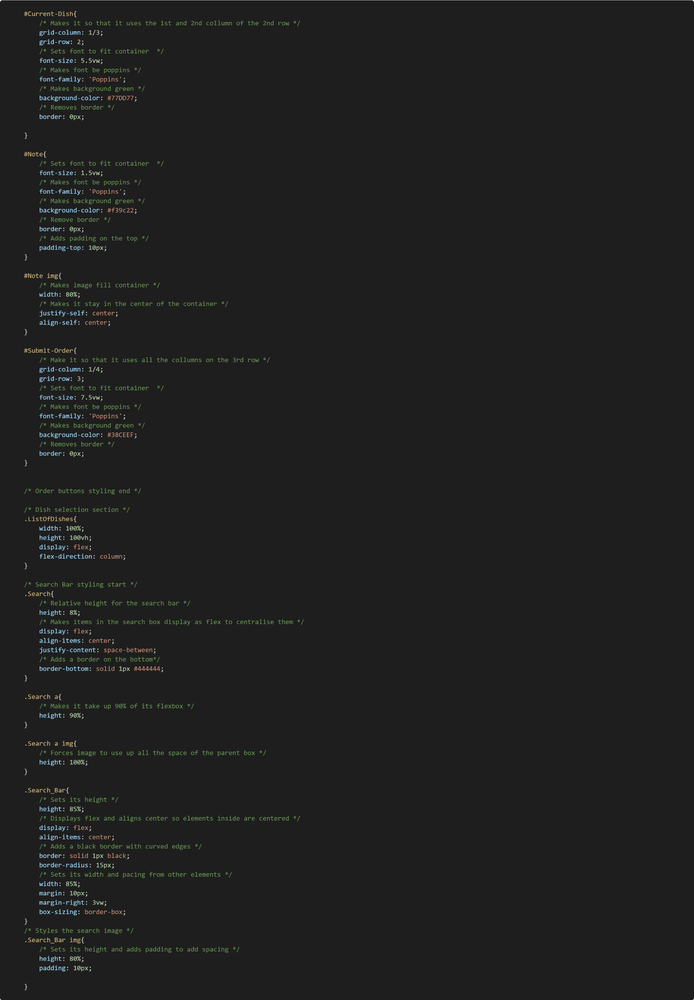 #Current-Dish{
    /* Makes it so that it uses the 1st and 2nd collumn of the 2nd row */
    grid-column: 1/3;
    grid-row: 2;
    /* Sets font to fit container  */
    font-size: 5.5vw;
    /* Makes font be poppins */
    font-family: 'Poppins';
    /* Makes background green */
    background-color: #77DD77;
    /* Removes border */
    border: 0px;

}

#Note{
    /* Sets font to fit container  */
    font-size: 1.5vw;
    /* Makes font be poppins */
    font-family: 'Poppins';
    /* Makes background green */
    background-color: #f39c22;
    /* Remove border */
    border: 0px;
    /* Adds padding on the top */
    padding-top: 10px;
}

#Note img{
    /* Makes image fill container */
    width: 80%;
    /* Makes it stay in the center of the container */
    justify-self: center;
    align-self: center;
}

#Submit-Order{
    /* Make it so that it uses all the collumns on the 3rd row */
    grid-column: 1/4;
    grid-row: 3;
    /* Sets font to fit container  */
    font-size: 7.5vw;
    /* Makes font be poppins */
    font-family: 'Poppins';
    /* Makes background green */
    background-color: #38CEEF;
    /* Removes border */
    border: 0px;
}


/* Order buttons styling end */

/* Dish selection section */
.ListOfDishes{
    width: 100%;
    height: 100vh;
    display: flex;
    flex-direction: column;
}

/* Search Bar styling start */
.Search{
    /* Relative height for the search bar */
    height: 8%;
    /* Makes items in the search box display as flex to centralise them */
    display: flex;
    align-items: center;
    justify-content: space-between;
    /* Adds a border on the bottom*/
    border-bottom: solid 1px #444444;
}

.Search a{
    /* Makes it take up 90% of its flexbox */
    height: 90%;
}

.Search a img{
    /* Forces image to use up all the space of the parent box */
    height: 100%;
}

.Search_Bar{
    /* Sets its height */
    height: 85%;
    /* Displays flex and aligns center so elements inside are centered */
    display: flex;
    align-items: center;
    /* Adds a black border with curved edges */
    border: solid 1px black;
    border-radius: 15px;
    /* Sets its width and pacing from other elements */
    width: 85%;
    margin: 10px;
    margin-right: 3vw;
    box-sizing: border-box;
}
/* Styles the search image */
.Search_Bar img{
    /* Sets its height and adds padding to add spacing */
    height: 80%;
    padding: 10px;

}